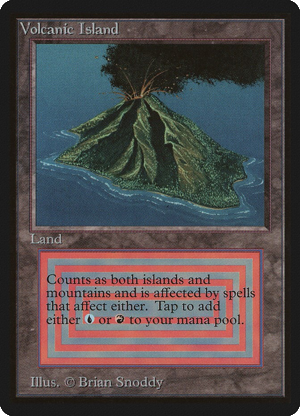 Volcanic Island
Land
Counts as both islands and
mountains and is affected by spells
that affect either. Tap to add
either or to your mana pool.
Illus. © Brian Snoddy